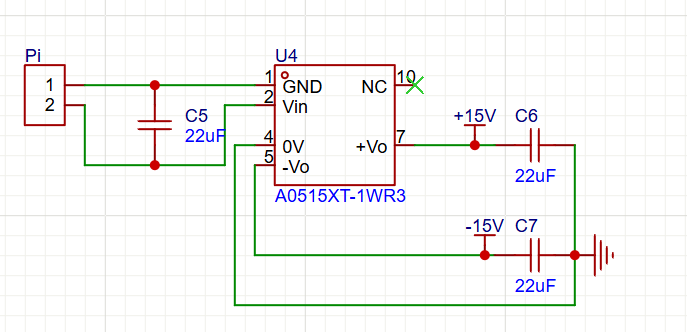 Pi
1
2
C5
22uF
U4
1
GND
2
Vin
4
0V
5
-Vo
NC
10
+Vo
7
A0515XT-1WR3
+15V
C6
22uF
-15V
C7
22uF